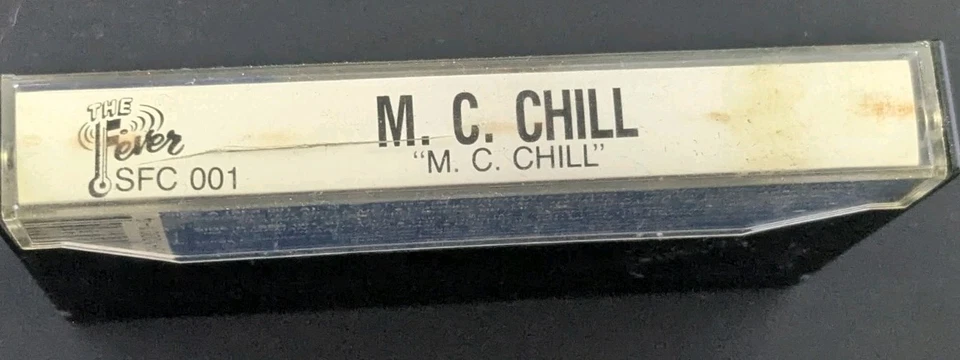 THE
Fever
SFC 001
M. C. CHILL
"M. C. CHILL"